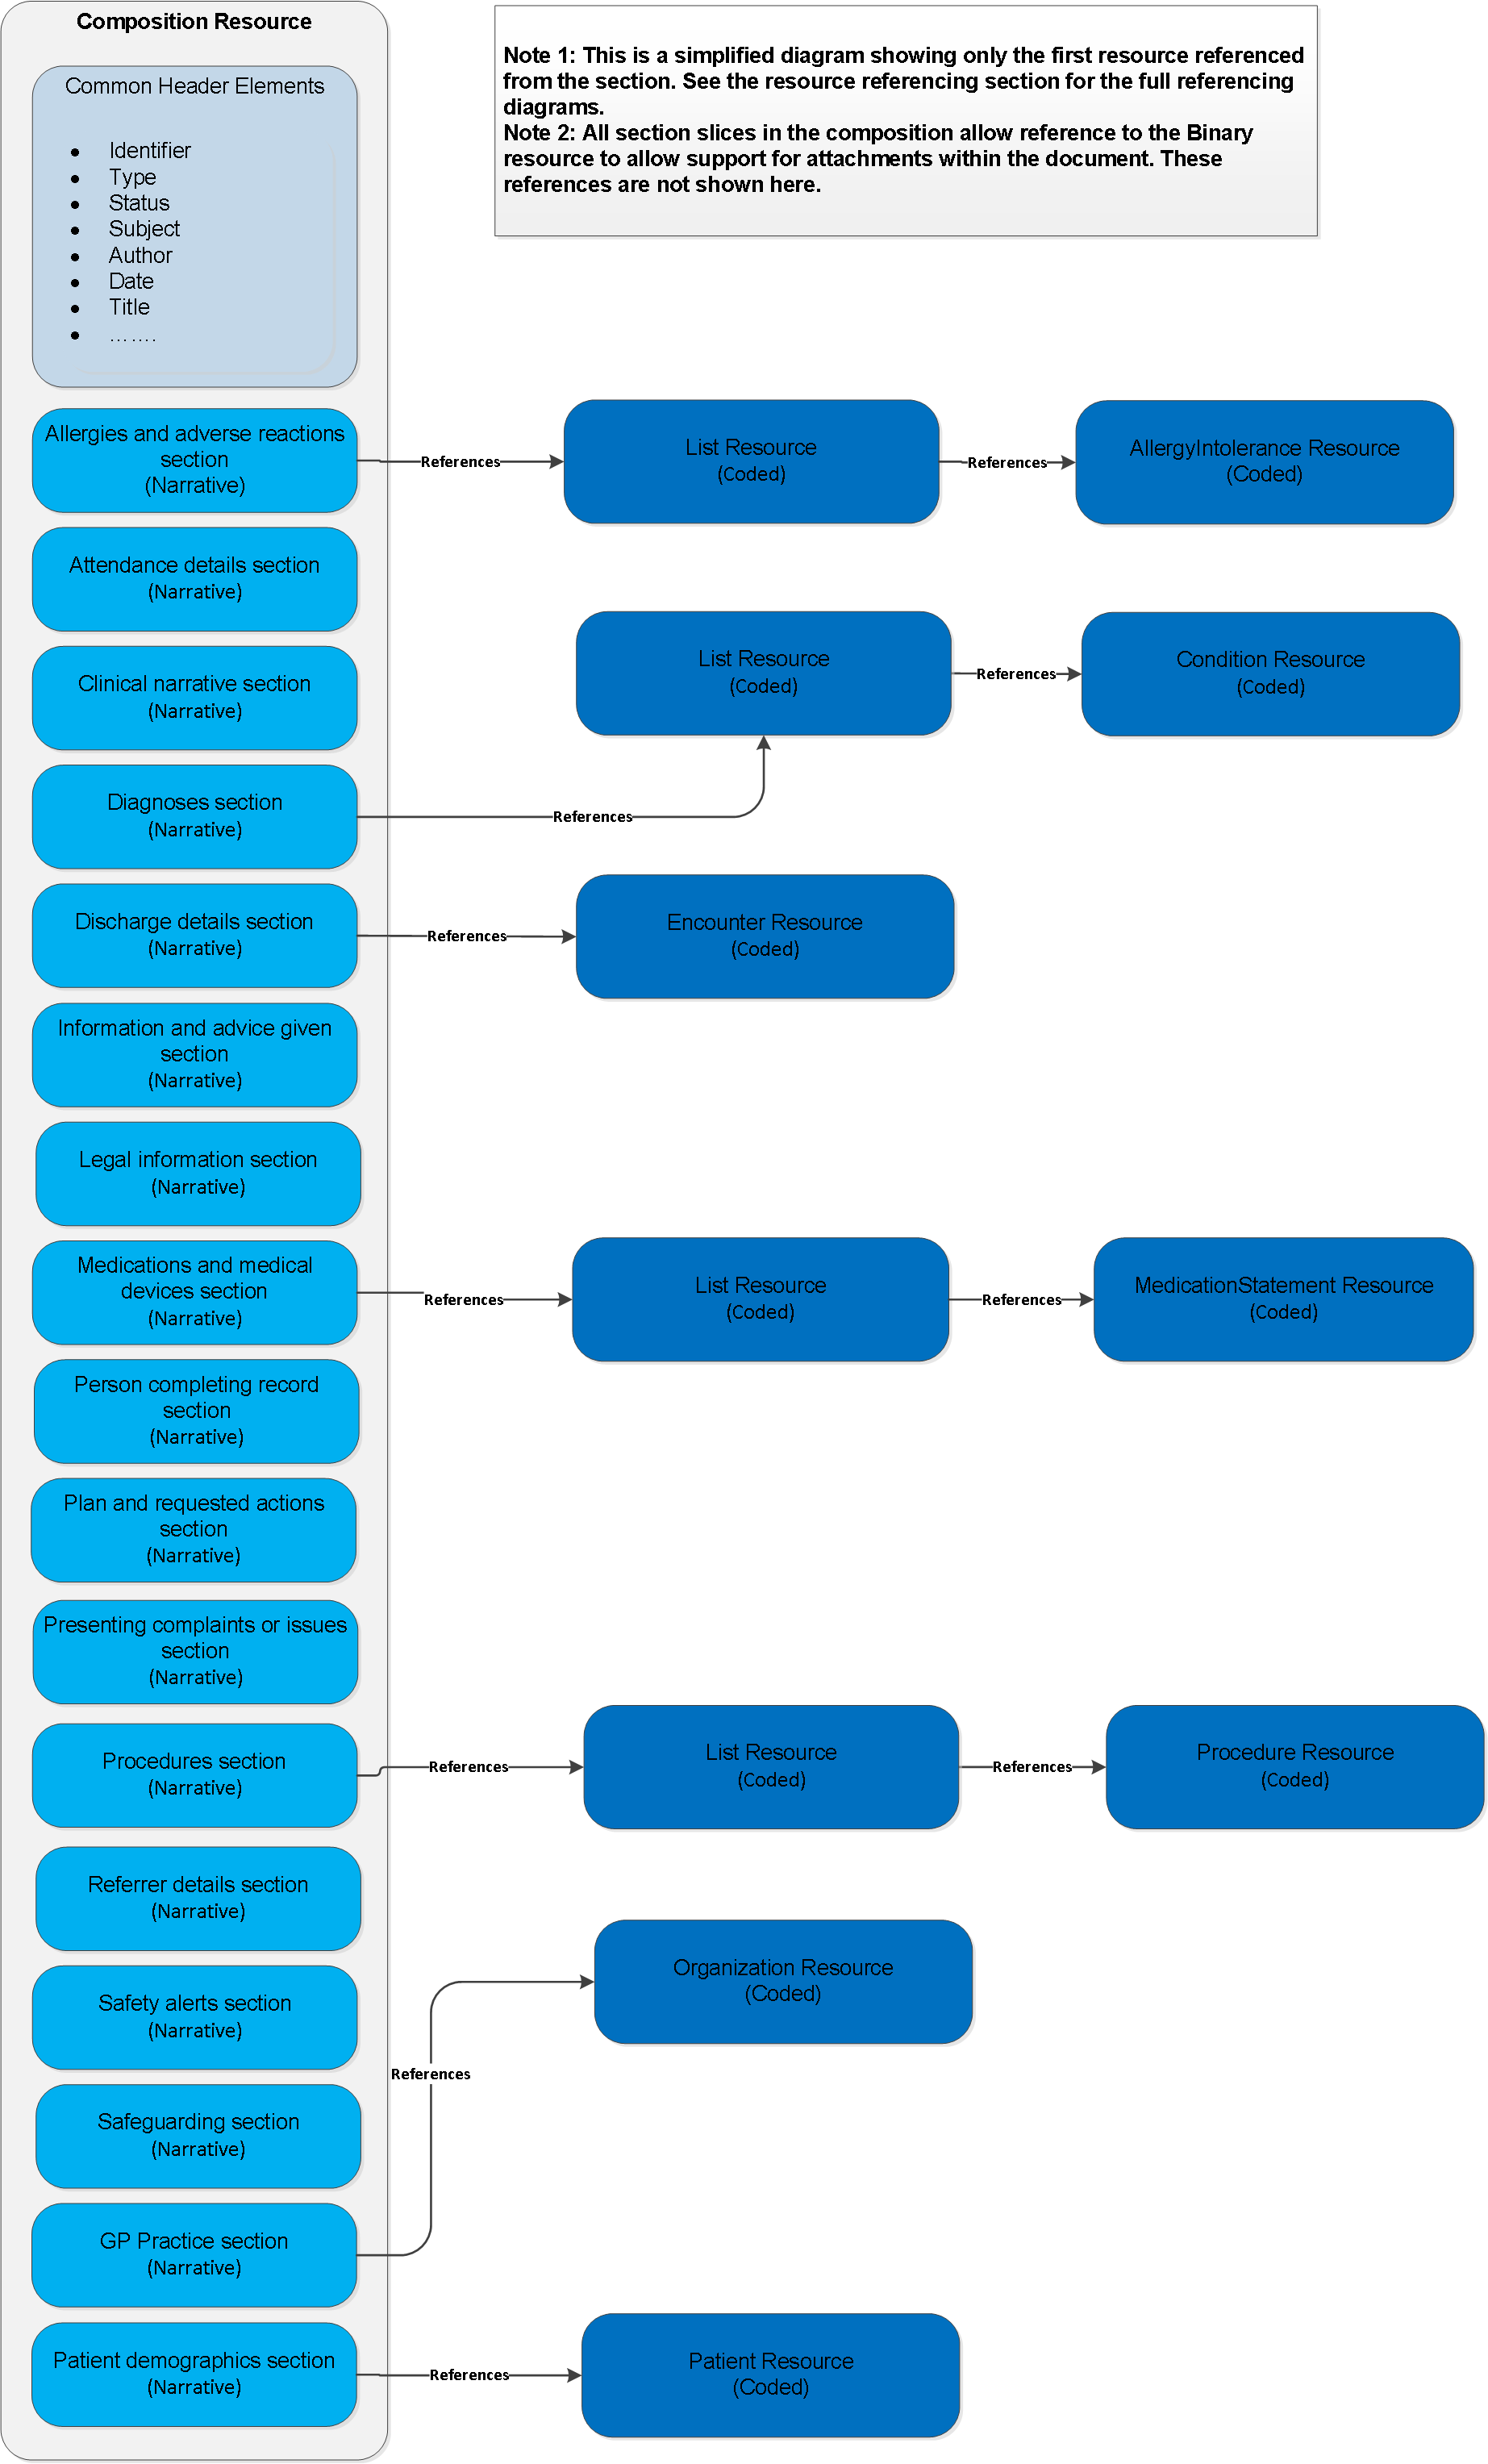 Composition Resource
Common Header Elements
● Identifier
● Type
● Status
● Subject
● Author
● Date
● Title
● …….
Note 1: This is a simplified diagram showing only the first resource referenced
from the section. See the resource referencing section for the full referencing
diagrams.
Note 2: All section slices in the composition allow reference to the Binary
resource to allow support for attachments within the document. These
references are not shown here.
Allergies and adverse reactions
section
(Narrative)
References
List Resource
(Coded)
References
AllergyIntolerance Resource
(Coded)
Attendance details section
(Narrative)
Clinical narrative section
(Narrative)
Diagnoses section
(Narrative)
References
List Resource
(Coded)
References
Condition Resource
(Coded)
Discharge details section
(Narrative)
References
Encounter Resource
(Coded)
Information and advice given
section
(Narrative)
Legal information section
(Narrative)
Medications and medical
devices section
(Narrative)
References
List Resource
(Coded)
References
MedicationStatement Resource
(Coded)
Person completing record
section
(Narrative)
Plan and requested actions
section
(Narrative)
Presenting complaints or issues
section
(Narrative)
Procedures section
(Narrative)
References
List Resource
(Coded)
References
Procedure Resource
(Coded)
Referrer details section
(Narrative)
Safety alerts section
(Narrative)
Safeguarding section
(Narrative)
GP Practice section
(Narrative)
References
Organization Resource
(Coded)
Patient demographics section
(Narrative)
References
Patient Resource
(Coded)